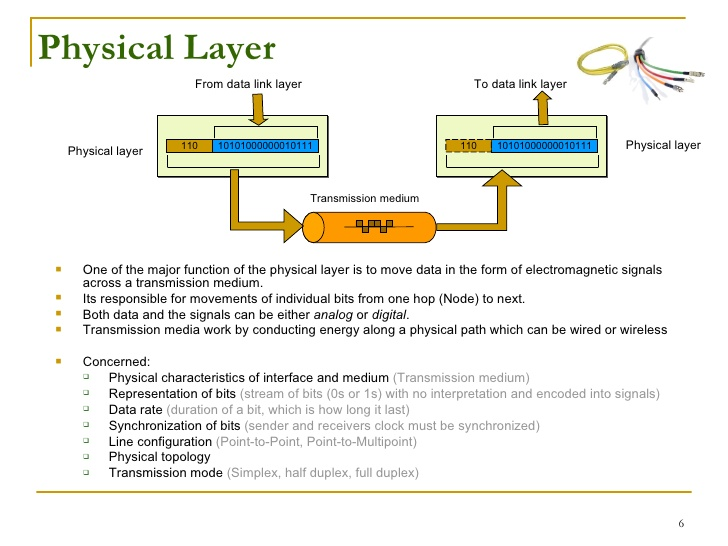 Physical Layer
From data link layer
To data link layer
Physical layer
110
10101000000010111
110
10101000000010111
Physical layer
Transmission medium
One of the major function of the physical layer is to move data in the form of electromagnetic signals
across a transmission medium.
Its responsible for movements of individual bits from one hop (Node) to next.
Both data and the signals can be either analog or digital.
Transmission media work by conducting energy along a physical path which can be wired or wireless
Concerned:
Physical characteristics of interface and medium (Transmission medium)
Representation of bits (stream of bits (0s or 1s) with no interpretation and encoded into signals)
Data rate (duration of a bit, which is how long it last)
Synchronization of bits (sender and receivers clock must be synchronized)
Line configuration (Point-to-Point, Point-to-Multipoint)
Physical topology
Transmission mode (Simplex, half duplex, full duplex)
6